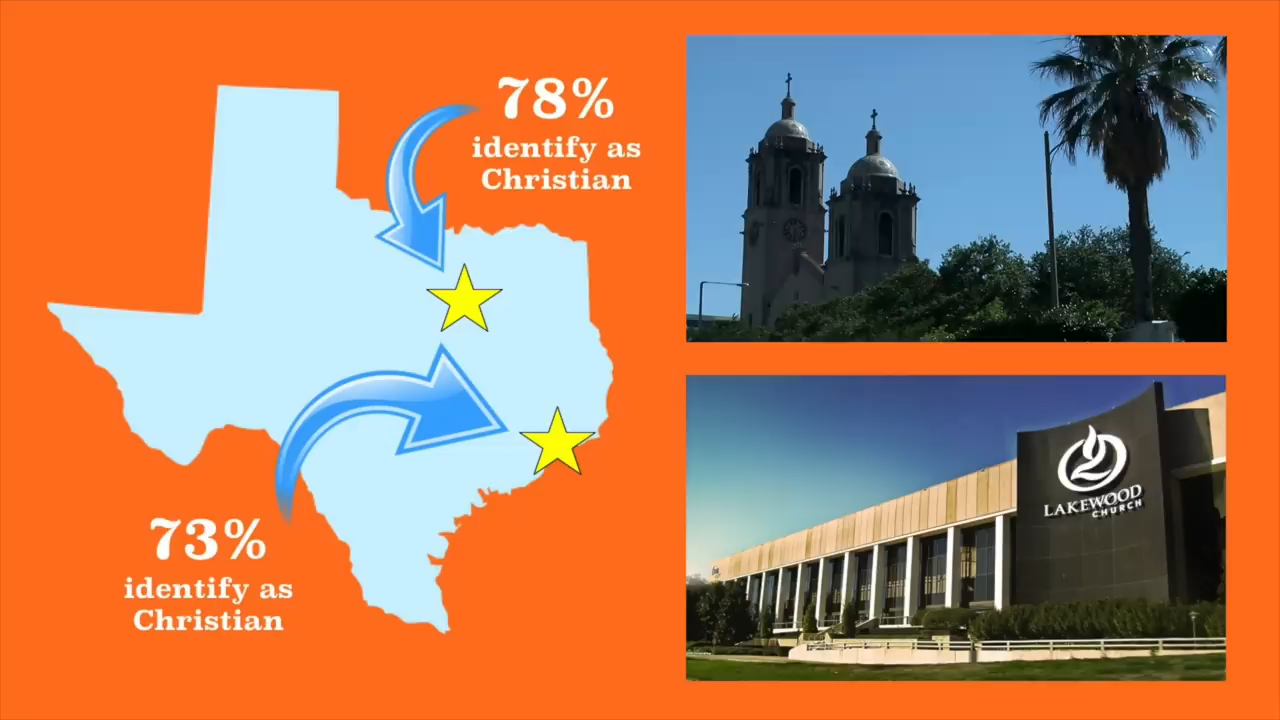 78%
identify as
Christian
73%
identify as
Christian
LAKEWOOD
CHURCH